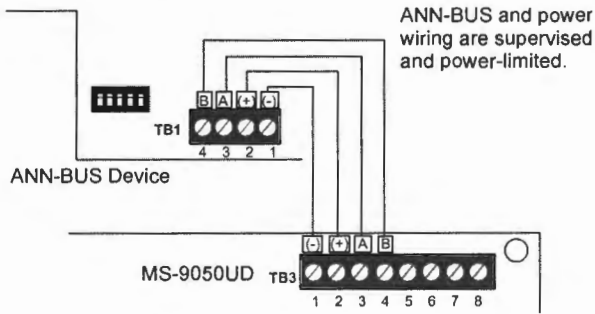 ANN-BUS and power
wiring are supervised
and power-limited.
B A (+) (-)
TB1
4 3 2 1
ANN-BUS Device
(-) (+) A B
MS-9050UD TB3
1 2 3 4 5 6 7 8